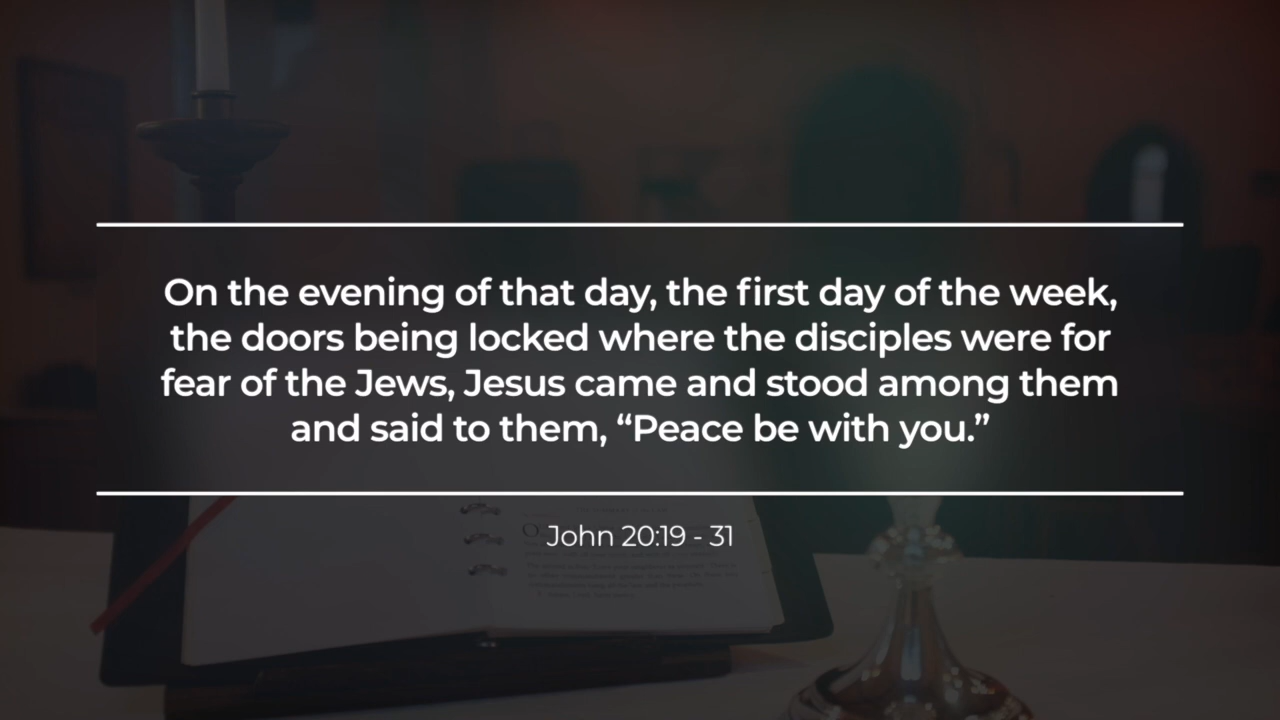 On the evening of that day, the first day of the week,
the doors being locked where the disciples were for
fear of the Jews, Jesus came and stood among them
and said to them, “Peace be with you.”
John 20:19 - 31